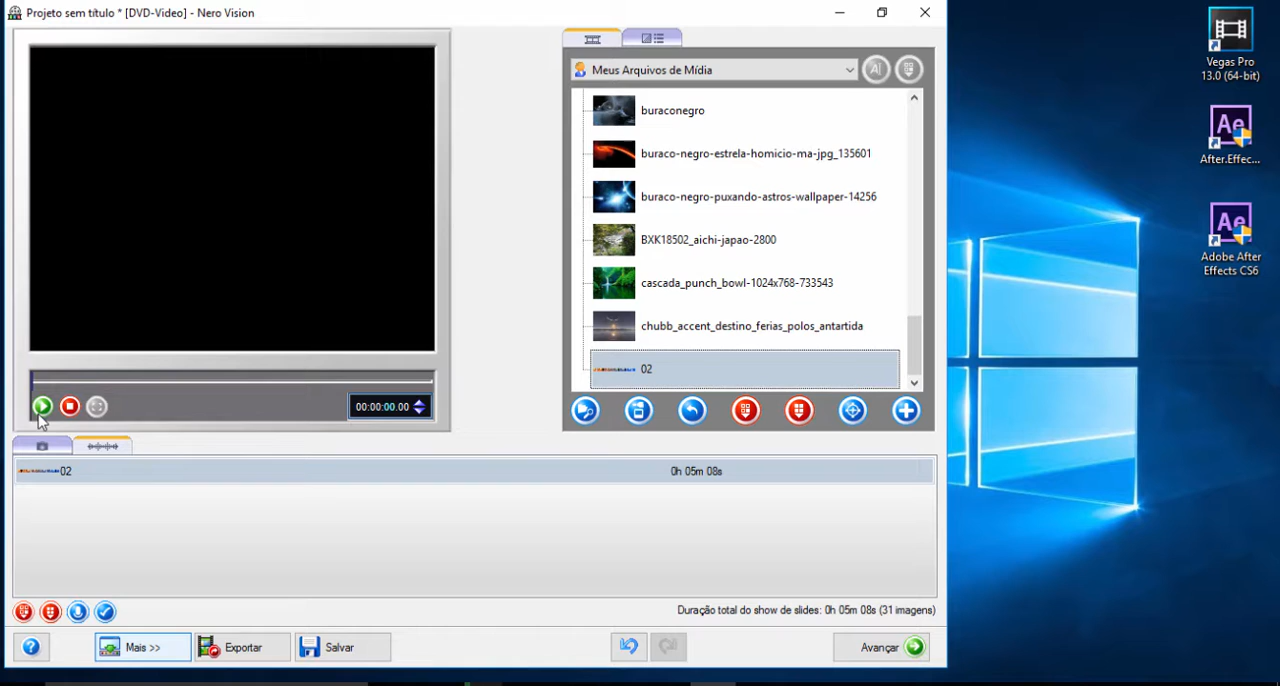 Projeto sem título * [DVD-Video] - Nero Vision
Meus Arquivos de Mídia
buraconegro
buraco-negro-estrela-homicio-ma-jpg_135601
buraco-negro-puxando-astros-wallpaper-14256
BXK18502_aichi-japao-2800
cascada_punch_bowl-1024x768-733543
chubb_accent_destino_ferias_polos_antartida
02
00:00:00.00
02 0h 05m 08s
Duração total do show de slides: 0h 05m 08s (31 imagens)
Mais >>
Exportar
Salvar
Avançar
Vegas Pro
13.0 (64-bit)
Ae
After.Effec...
Ae
Adobe After
Effects CS6